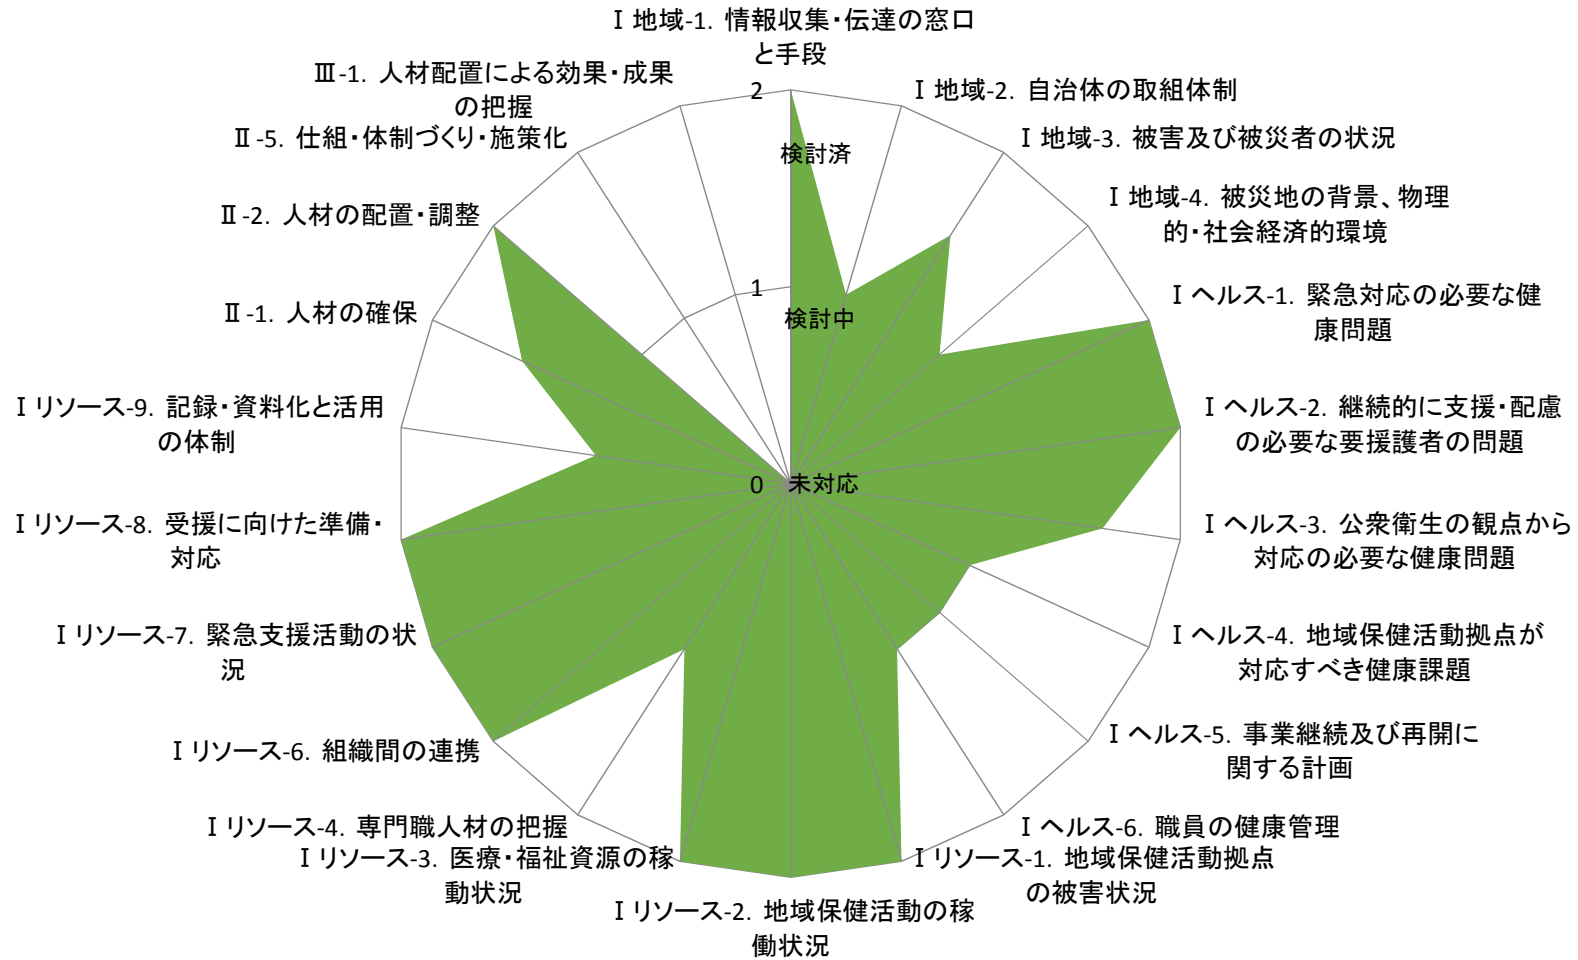 Ⅰ地域-1. 情報収集・伝達の窓口
と手段
Ⅰ地域-2. 自治体の取組体制
Ⅰ地域-3. 被害及び被災者の状況
Ⅰ地域-4. 被災地の背景、物理
的・社会経済的環境
Ⅰヘルス-1. 緊急対応の必要な健
康問題
Ⅰヘルス-2. 継続的に支援・配慮
の必要な要援護者の問題
Ⅰヘルス-3. 公衆衛生の観点から
対応の必要な健康問題
Ⅰヘルス-4. 地域保健活動拠点が
対応すべき健康課題
Ⅰヘルス-5. 事業継続及び再開に
関する計画
Ⅰヘルス-6. 職員の健康管理
Ⅰリソース-1. 地域保健活動拠点
の被害状況
Ⅰリソース-2. 地域保健活動の稼
働状況
Ⅰリソース-3. 医療・福祉資源の稼
動状況
Ⅰリソース-4. 専門職人材の把握
Ⅰリソース-6. 組織間の連携
Ⅰリソース-7. 緊急支援活動の状
況
Ⅰリソース-8. 受援に向けた準備・
対応
Ⅰリソース-9. 記録・資料化と活用
の体制
Ⅱ-1. 人材の確保
Ⅱ-2. 人材の配置・調整
Ⅱ-5. 仕組・体制づくり・施策化
Ⅲ-1. 人材配置による効果・成果
の把握
2
検討済
1
検討中
0
未対応